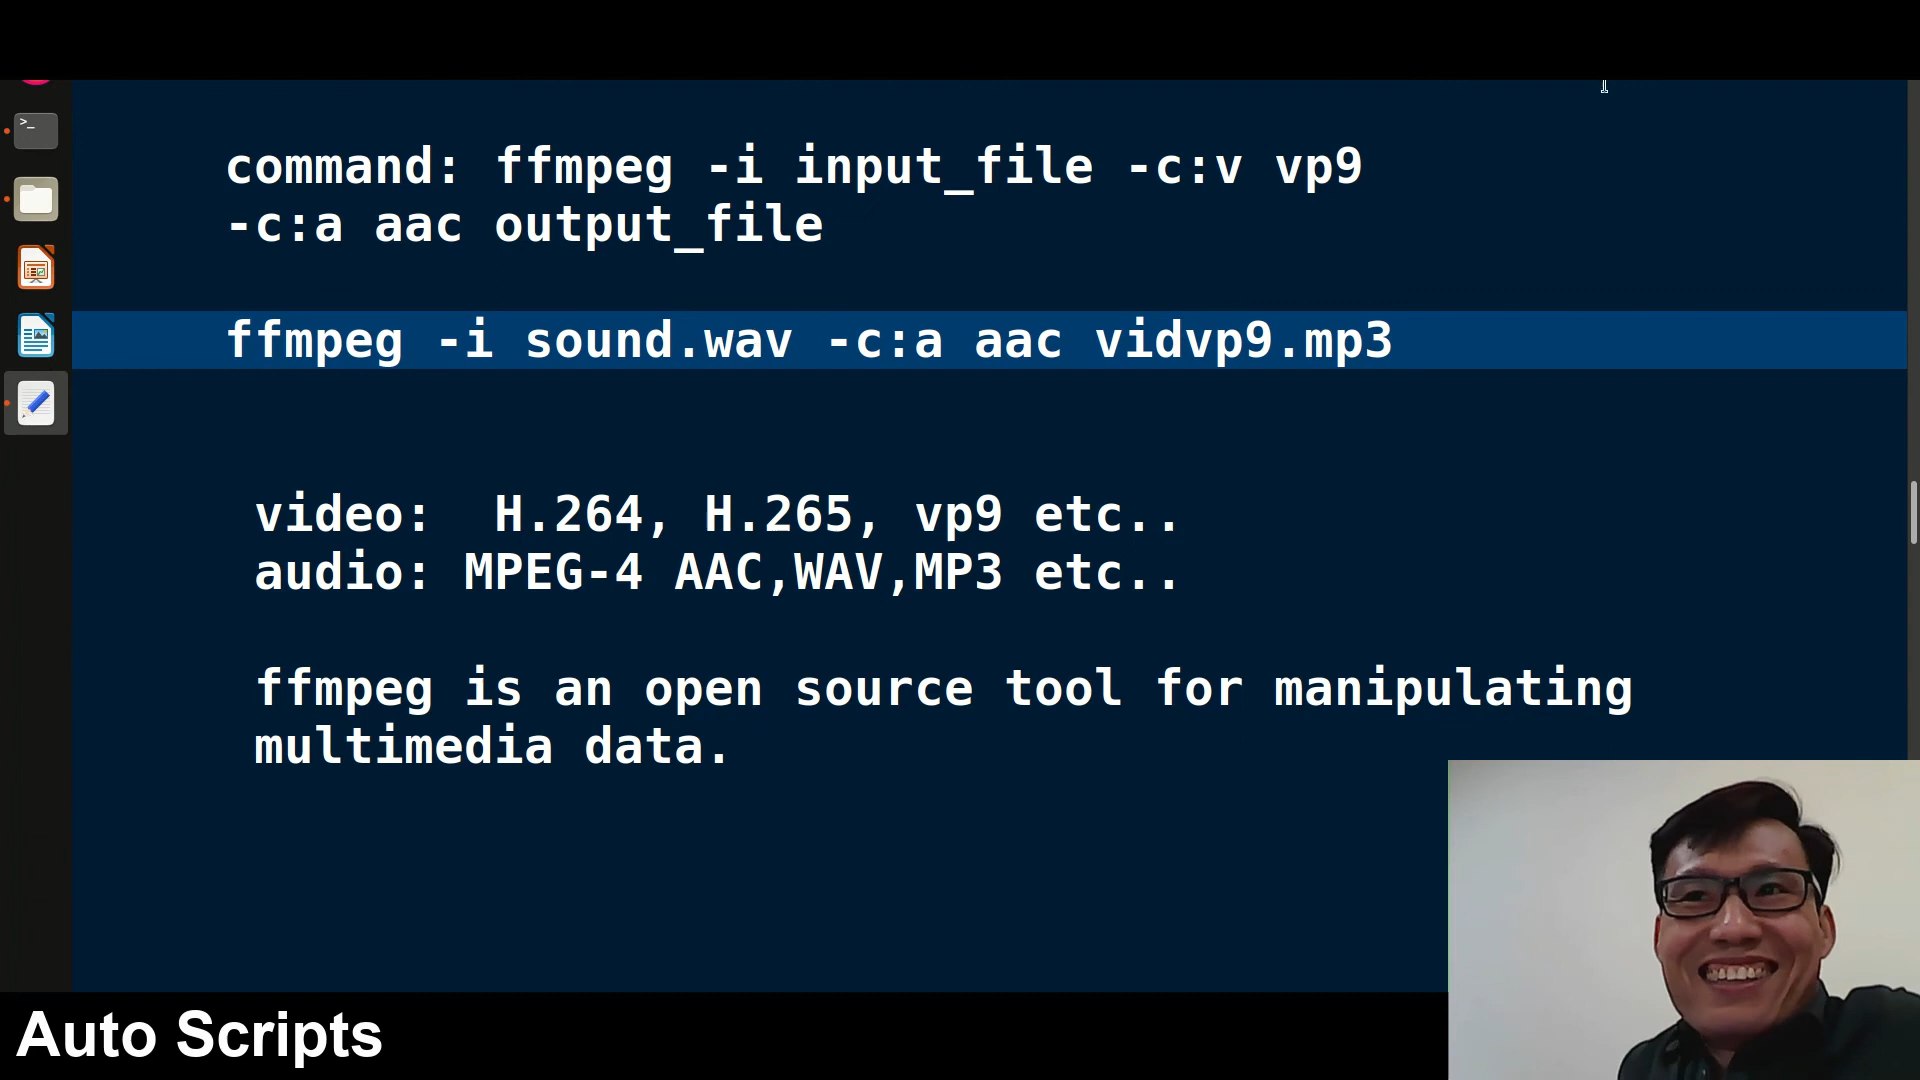 command: ffmpeg -i input_file -c:v vp9
-c:a aac output_file
ffmpeg -i sound.wav -c:a aac vidvp9.mp3
video:  H.264, H.265, vp9 etc..
audio: MPEG-4 AAC,WAV,MP3 etc..
ffmpeg is an open source tool for manipulating
multimedia data.
Auto Scripts